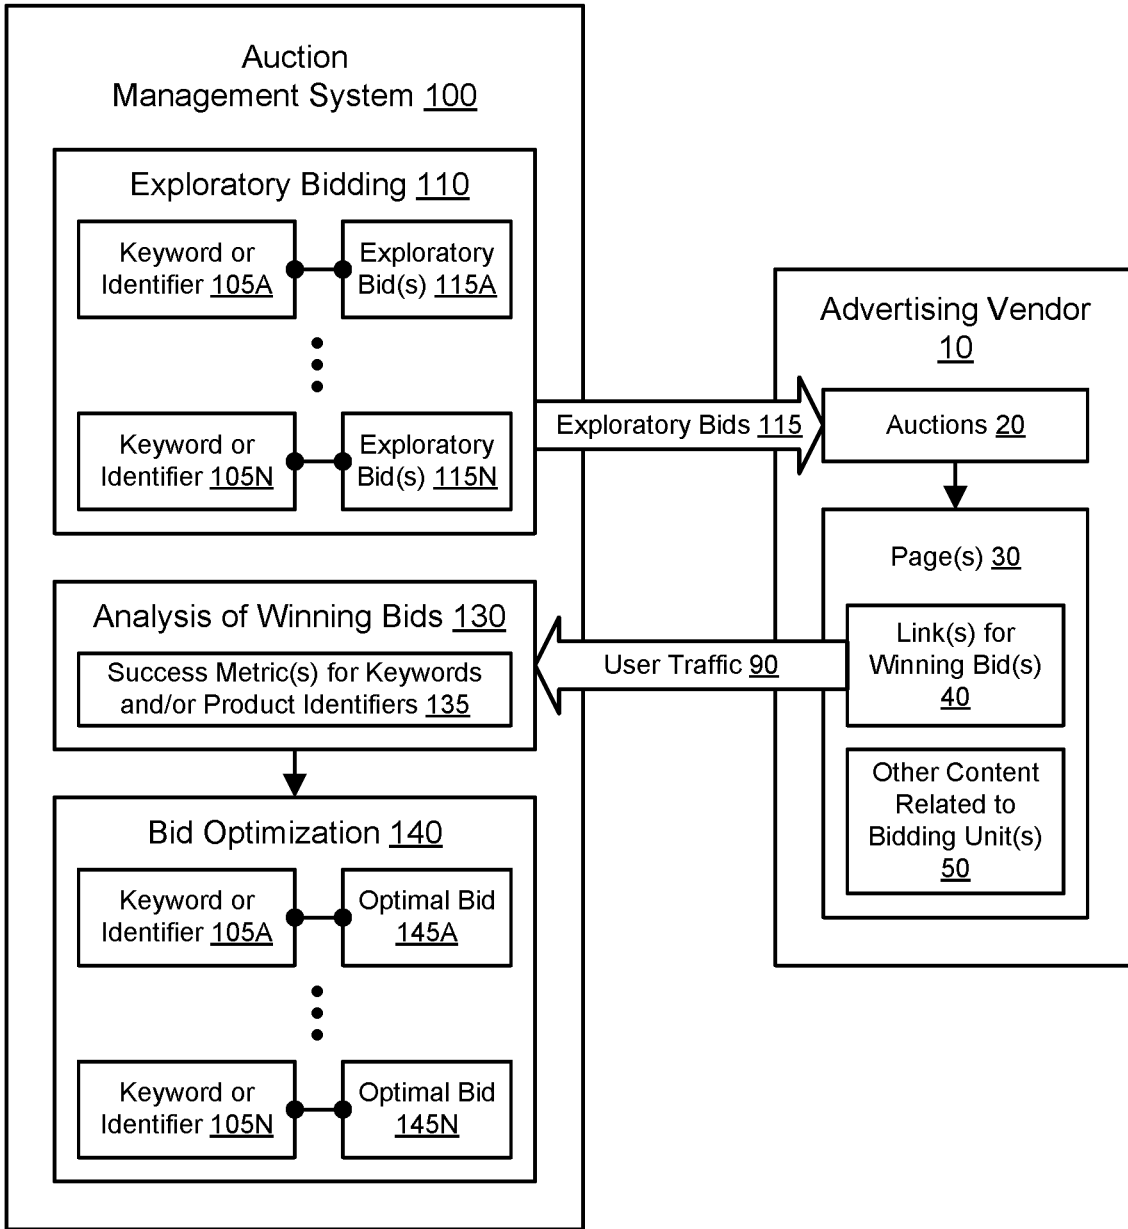 Auction
Management System 100
Exploratory Bidding 110
Keyword or
Identifier 105A
Exploratory
Bid(s) 115A
Keyword or
Identifier 105N
Exploratory
Bid(s) 115N
Exploratory Bids 115
Advertising Vendor
10
Auctions 20
Page(s) 30
Link(s) for
Winning Bid(s)
40
Other Content
Related to
Bidding Unit(s)
50
User Traffic 90
Analysis of Winning Bids 130
Success Metric(s) for Keywords
and/or Product Identifiers 135
Bid Optimization 140
Keyword or
Identifier 105A
Optimal Bid
145A
Keyword or
Identifier 105N
Optimal Bid
145N